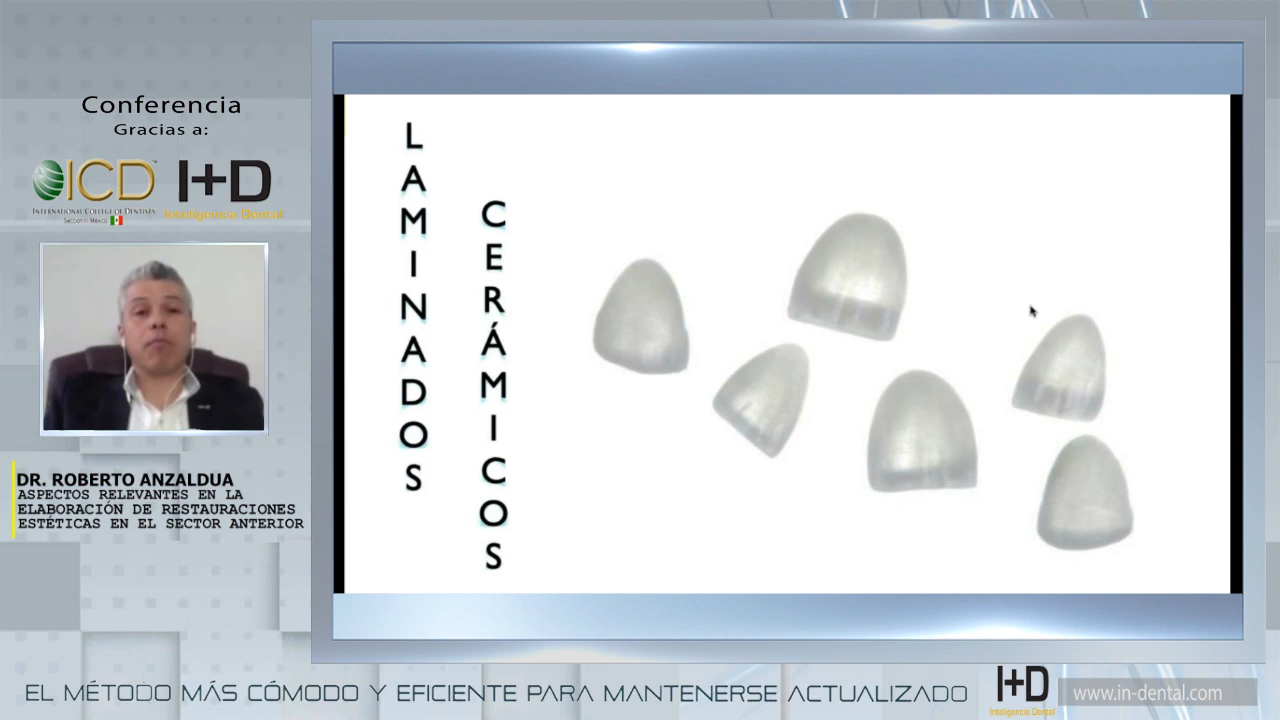 Conferencia
Gracias a:
ICD
INTERNATIONAL COLLEGE OF DENTISTS
Sección México
I+D
Inteligencia Dental
DR. ROBERTO ANZALDUA
ASPECTOS RELEVANTES EN LA
ELABORACIÓN DE RESTAURACIONES
ESTÉTICAS EN EL SECTOR ANTERIOR
LAMINADOS
CERÁMICOS
EL MÉTODO MÁS CÓMODO Y EFICIENTE PARA MANTENERSE ACTUALIZADO
I+D
Inteligencia Dental
www.in-dental.com